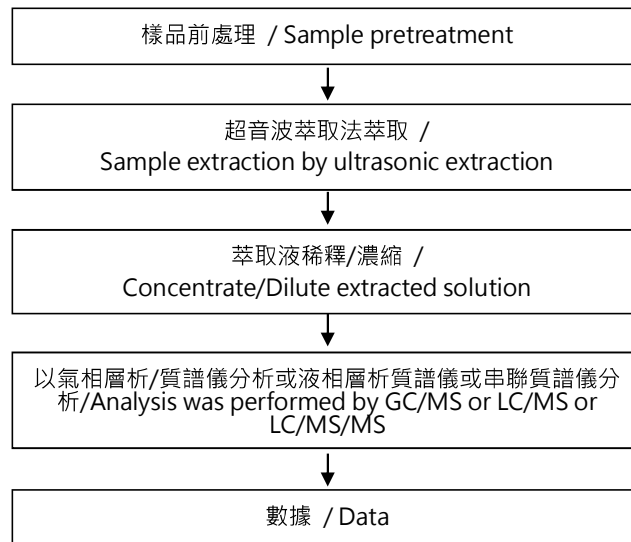 樣品前處理 / Sample pretreatment
超音波萃取法萃取 /
Sample extraction by ultrasonic extraction
萃取液稀釋/濃縮 /
Concentrate/Dilute extracted solution
以氣相層析/質譜儀分析或液相層析質譜儀或串聯質譜儀分
析/Analysis was performed by GC/MS or LC/MS or
LC/MS/MS
數據 / Data